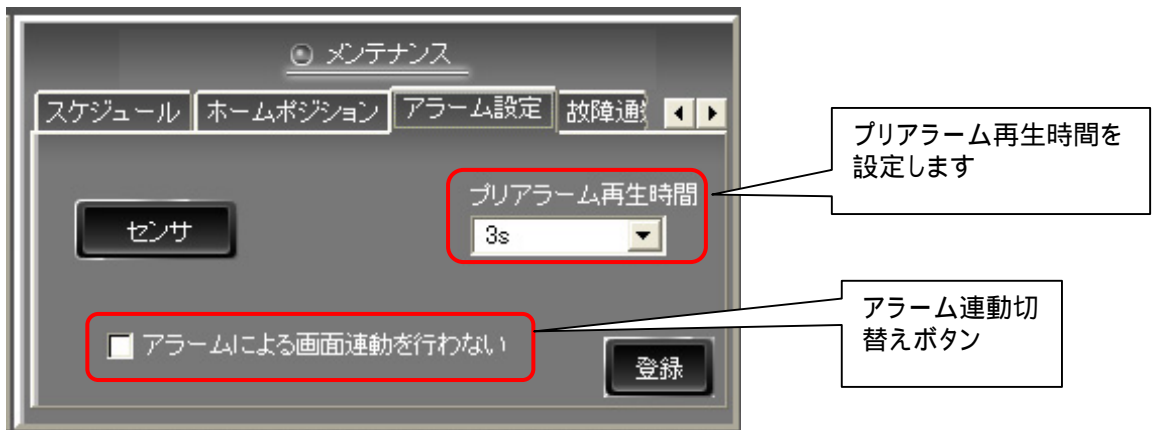 メンテナンス
スケジュール ホームポジション アラーム設定 故障通
プリアラーム再生時間を
設定します
プリアラーム再生時間
センサ
3s
アラーム連動切
替えボタン
アラームによる画面連動を行わない
登録